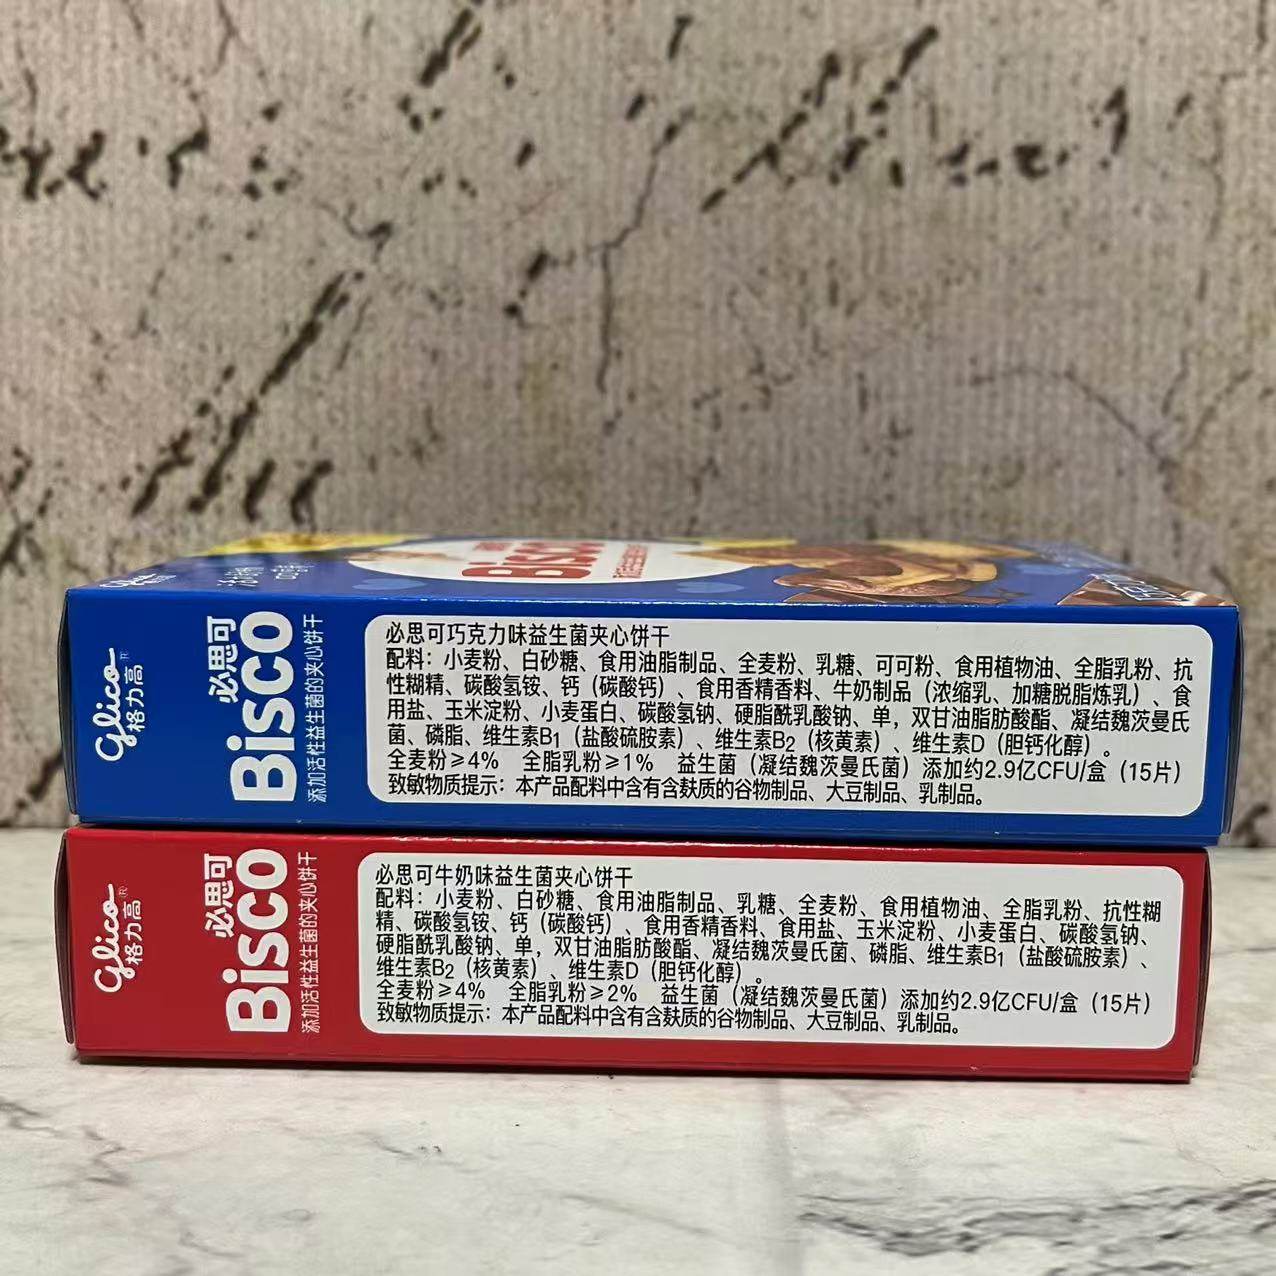 Bisco
Glico
格力高
必思可
Bisco
添加活性益生菌的夹心饼干
必思可巧克力味益生菌夹心饼干
配料：小麦粉、白砂糖、食用油脂制品、全麦粉、乳糖、可可粉、食用植物油、全脂乳粉、抗
性糊精、碳酸氢铵、钙（碳酸钙）、食用香精香料、牛奶制品（浓缩乳、加糖脱脂炼乳）、食
用盐、玉米淀粉、小麦蛋白、碳酸氢钠、硬脂酰乳酸钠、单，双甘油脂肪酸酯、凝结魏茨曼氏
菌、磷脂、维生素B1（盐酸硫胺素）、维生素B2（核黄素）、维生素D（胆钙化醇）。
全麦粉≥4% 全脂乳粉≥1% 益生菌（凝结魏茨曼氏菌）添加约2.9亿CFU/盒（15片）
致敏物质提示：本产品配料中含有含麸质的谷物制品、大豆制品、乳制品。
Glico
格力高
必思可
Bisco
添加活性益生菌的夹心饼干
必思可牛奶味益生菌夹心饼干
配料：小麦粉、白砂糖、食用油脂制品、乳糖、全麦粉、食用植物油、全脂乳粉、抗性糊
精、碳酸氢铵、钙（碳酸钙）、食用香精香料、食用盐、玉米淀粉、小麦蛋白、碳酸氢钠、
硬脂酰乳酸钠、单，双甘油脂肪酸酯、凝结魏茨曼氏菌、磷脂、维生素B1（盐酸硫胺素）、
维生素B2（核黄素）、维生素D（胆钙化醇）。
全麦粉≥4% 全脂乳粉≥2% 益生菌（凝结魏茨曼氏菌）添加约2.9亿CFU/盒（15片）
致敏物质提示：本产品配料中含有含麸质的谷物制品、大豆制品、乳制品。